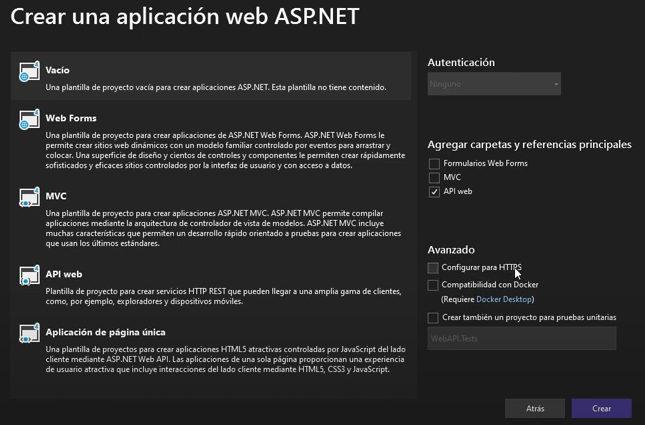 Crear una aplicación web ASP.NET
Vacío
Una plantilla de proyecto vacía para crear aplicaciones ASP.NET. Esta plantilla no tiene contenido.
Web Forms
Una plantilla de proyecto para crear aplicaciones de ASP.NET Web Forms. ASP.NET Web Forms le
permite crear sitios web dinámicos con un modelo familiar controlado por eventos para arrastrar y
colocar. Una superficie de diseño y cientos de controles y componentes le permiten crear rápidamente
sofisticados y eficaces sitios controlados por la interfaz de usuario y con acceso a datos.
MVC
Una plantilla de proyecto para crear aplicaciones ASP.NET MVC. ASP.NET MVC permite compilar
aplicaciones mediante la arquitectura de controlador de vista de modelos. ASP.NET MVC incluye
muchas características que permiten un desarrollo rápido orientado a pruebas para crear aplicaciones
que usan los últimos estándares.
API web
Plantilla de proyecto para crear servicios HTTP REST que pueden llegar a una amplia gama de clientes,
como, por ejemplo, exploradores y dispositivos móviles.
Aplicación de página única
Una plantilla de proyectos para crear aplicaciones HTML5 atractivas controladas por JavaScript del lado
cliente mediante ASP.NET Web API. Las aplicaciones de una sola página proporcionan una experiencia
de usuario atractiva que incluye interacciones del lado cliente mediante HTML5, CSS3 y JavaScript.
Autenticación
Ninguno
Agregar carpetas y referencias principales
Formularios Web Forms
MVC
API web
Avanzado
Configurar para HTTPS
Compatibilidad con Docker
(Requiere Docker Desktop)
Crear también un proyecto para pruebas unitarias
WebAPI.Tests
Atrás
Crear